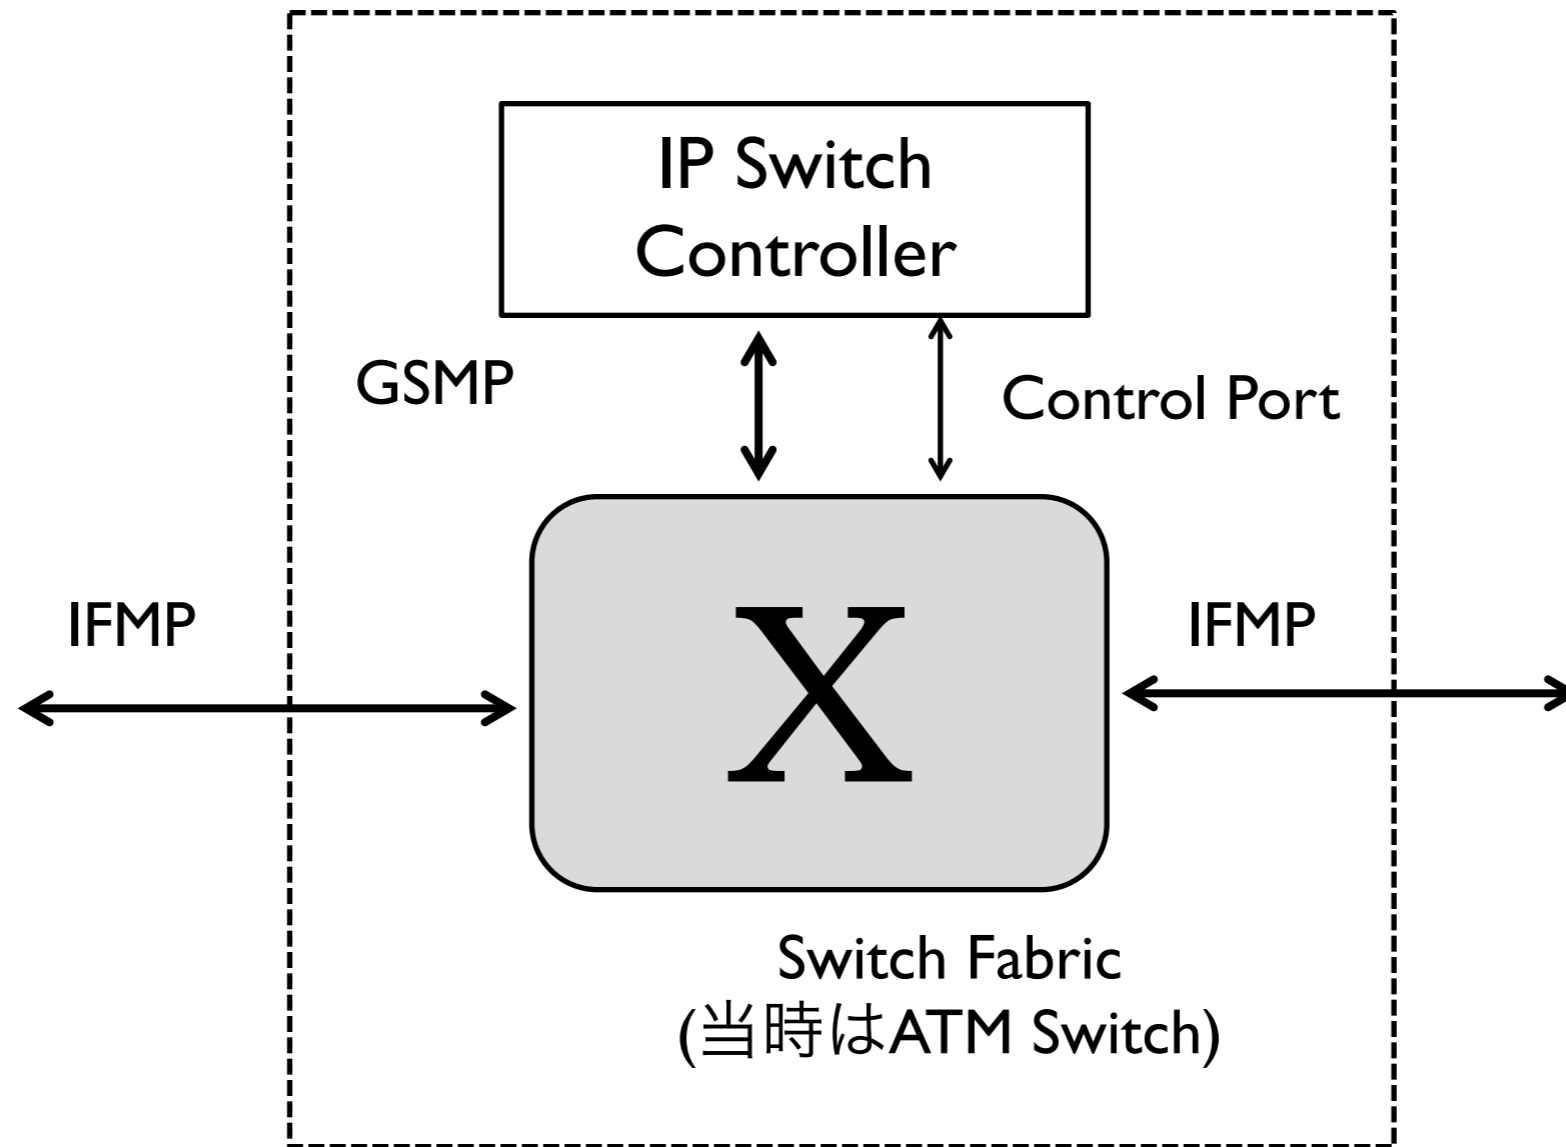 IP Switch
Controller
GSMP
Control Port
IFMP
IFMP
X
Switch Fabric
(当時はATM Switch)